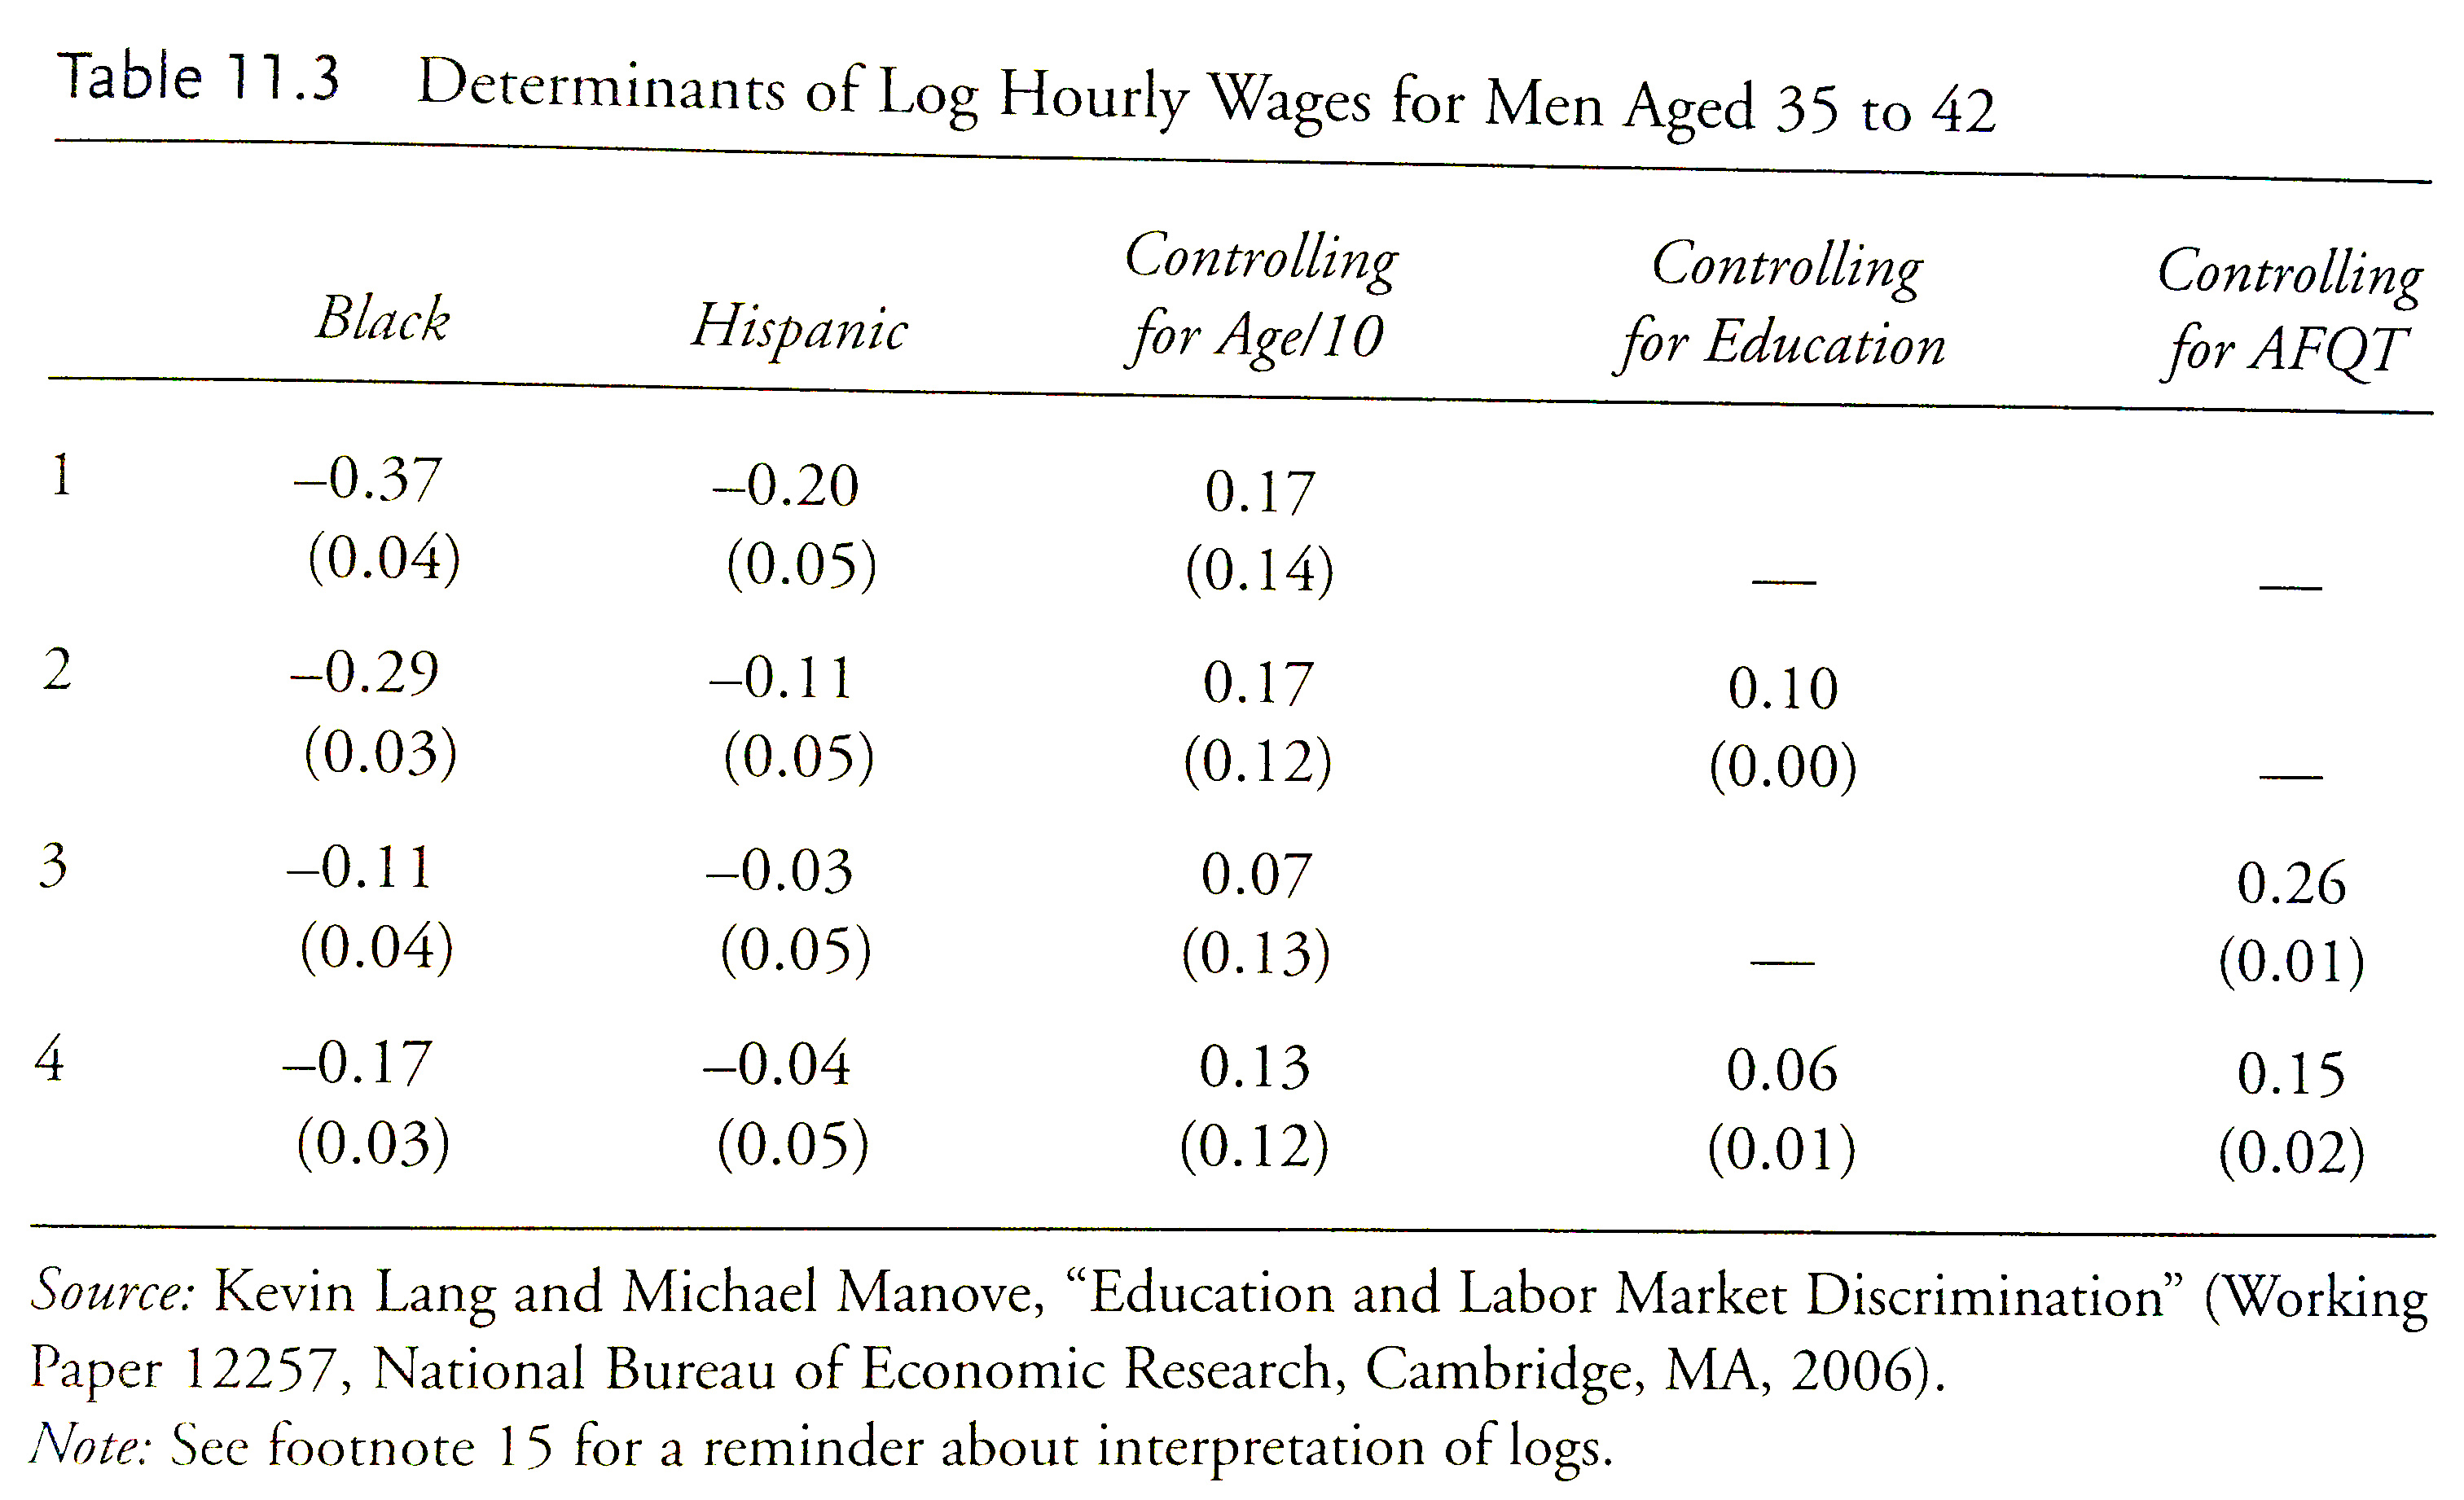 Table 11.3 Determinants of Log Hourly Wages for Men Aged 35 to 42
Black Hispanic Controlling for Age/10 Controlling for Education Controlling for AFQT
1 –0.37 –0.20 0.17
(0.04) (0.05) (0.14) — —
2 –0.29 –0.11 0.17 0.10
(0.03) (0.05) (0.12) (0.00) —
3 –0.11 –0.03 0.07 0.26
(0.04) (0.05) (0.13) — (0.01)
4 –0.17 –0.04 0.13 0.06 0.15
(0.03) (0.05) (0.12) (0.01) (0.02)
Source: Kevin Lang and Michael Manove, “Education and Labor Market Discrimination” (Working
Paper 12257, National Bureau of Economic Research, Cambridge, MA, 2006).
Note: See footnote 15 for a reminder about interpretation of logs.